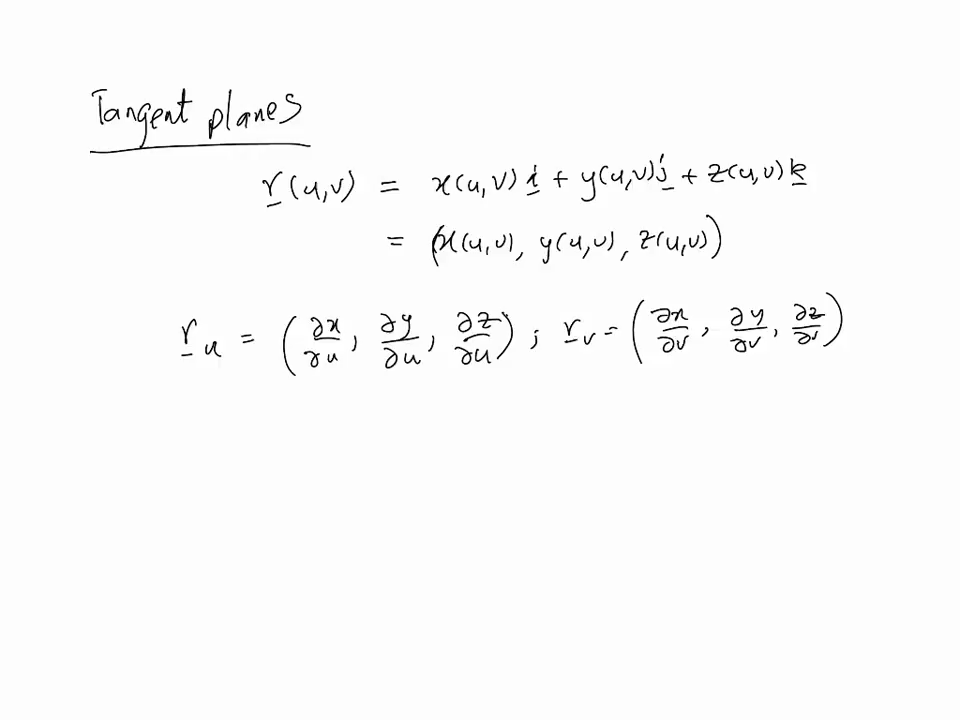 Tangent planes
r(u,v) = x(u,v) i + y(u,v) j + z(u,v) k
= (x(u,v), y(u,v), z(u,v))
r_u = (∂x/∂u, ∂y/∂u, ∂z/∂u) ; r_v = (∂x/∂v, ∂y/∂v, ∂z/∂v)